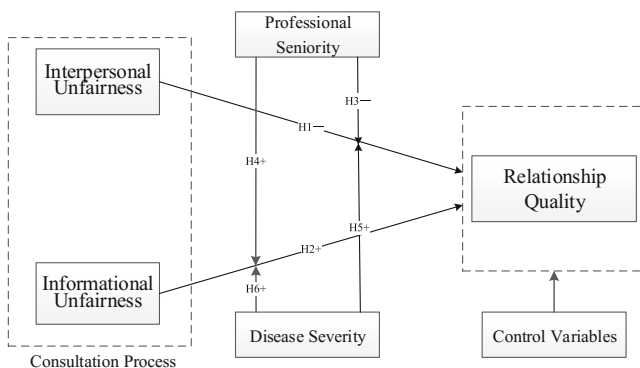 Professional
Seniority
Interpersonal
Unfairness
H3—
H1—
H4+
Relationship
Quality
H5+
H2+
Informational
Unfairness
H6+
Disease Severity
Control Variables
Consultation Process